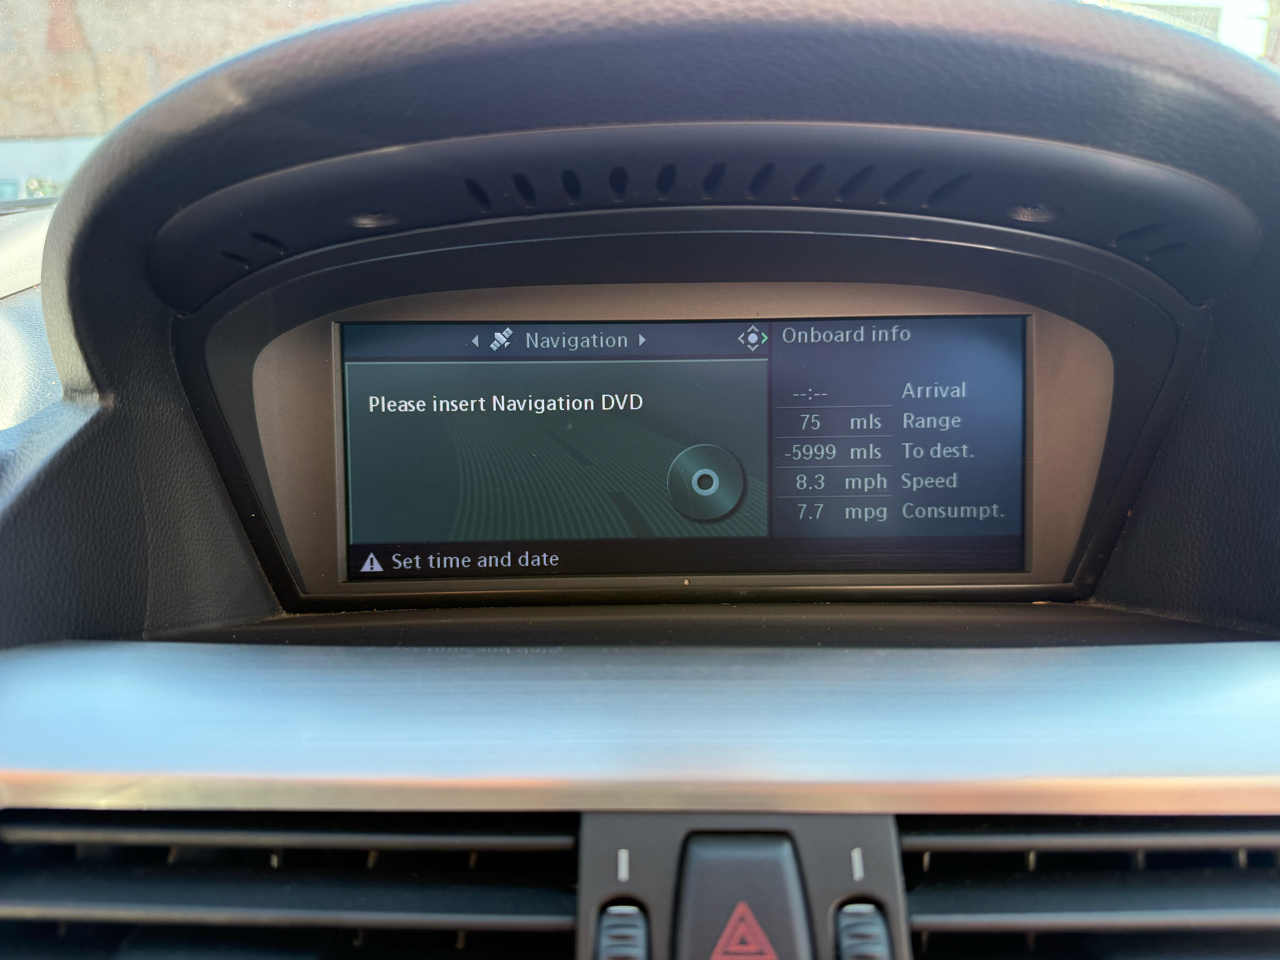 Navigation
Please insert Navigation DVD
Set time and date
Onboard info
--:-- Arrival
75 mls Range
-5999 mls To dest.
8.3 mph Speed
7.7 mpg Consumpt.